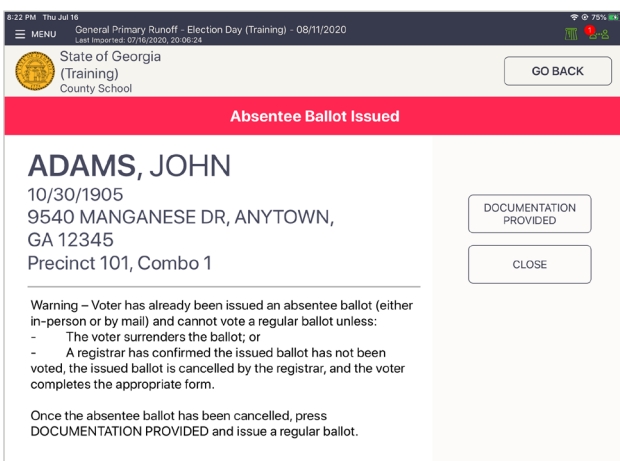 8:22 PM Thu Jul 16
75%
MENU
General Primary Runoff - Election Day (Training) - 08/11/2020
Last Imported: 07/16/2020, 20:06:24
1
State of Georgia
(Training)
County School
GO BACK
Absentee Ballot Issued
ADAMS, JOHN
10/30/1905
9540 MANGANESE DR, ANYTOWN,
GA 12345
Precinct 101, Combo 1
DOCUMENTATION
PROVIDED
CLOSE
Warning – Voter has already been issued an absentee ballot (either
in-person or by mail) and cannot vote a regular ballot unless:
- The voter surrenders the ballot; or
- A registrar has confirmed the issued ballot has not been
voted, the issued ballot is cancelled by the registrar, and the voter
completes the appropriate form.
Once the absentee ballot has been cancelled, press
DOCUMENTATION PROVIDED and issue a regular ballot.